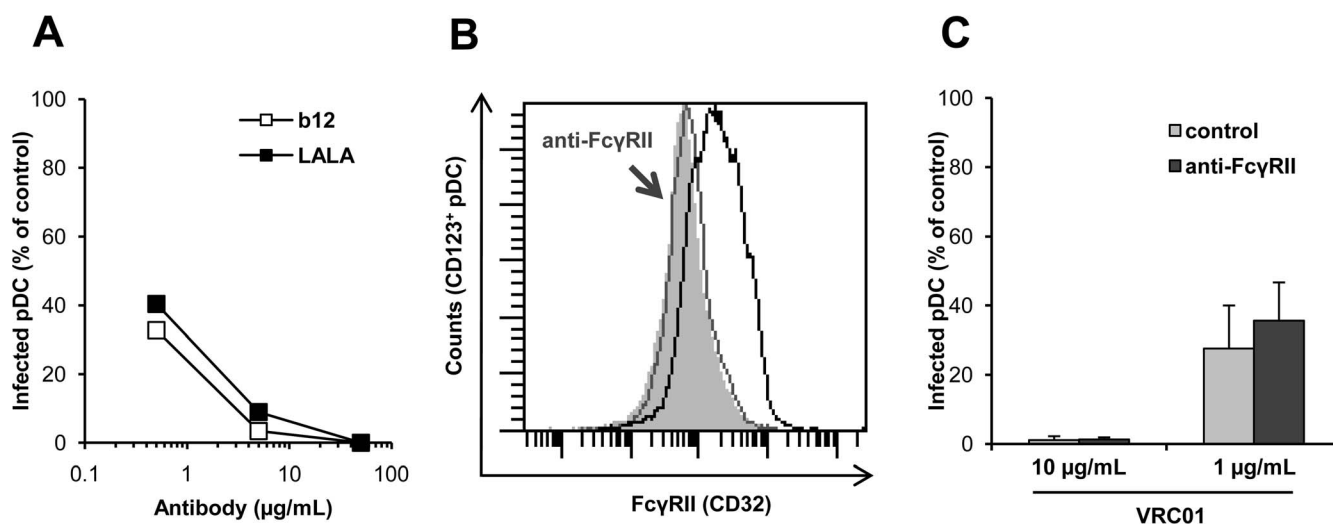 A
Infected pDC (% of control)
100
80
60
40
20
0
0.1
1
10
100
Antibody (µg/mL)
b12
LALA
B
Counts (CD123⁺ pDC)
anti-FcγRII
FcγRII (CD32)
C
Infected pDC (% of control)
100
80
60
40
20
0
control
anti-FcγRII
10 µg/mL
1 µg/mL
VRC01